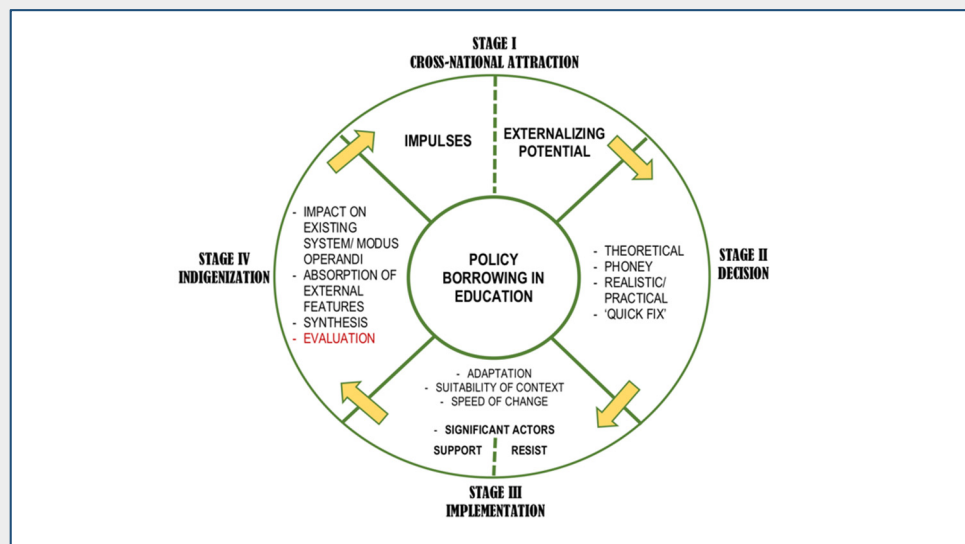 STAGE I
CROSS-NATIONAL ATTRACTION
IMPULSES
EXTERNALIZING
POTENTIAL
STAGE II
DECISION
- THEORETICAL
- PHONEY
- REALISTIC/
PRACTICAL
- ‘QUICK FIX’
POLICY
BORROWING IN
EDUCATION
- ADAPTATION
- SUITABILITY OF CONTEXT
- SPEED OF CHANGE
- SIGNIFICANT ACTORS
SUPPORT
RESIST
STAGE III
IMPLEMENTATION
STAGE IV
INDIGENIZATION
- IMPACT ON
EXISTING
SYSTEM/ MODUS
OPERANDI
- ABSORPTION OF
EXTERNAL
FEATURES
- SYNTHESIS
- EVALUATION